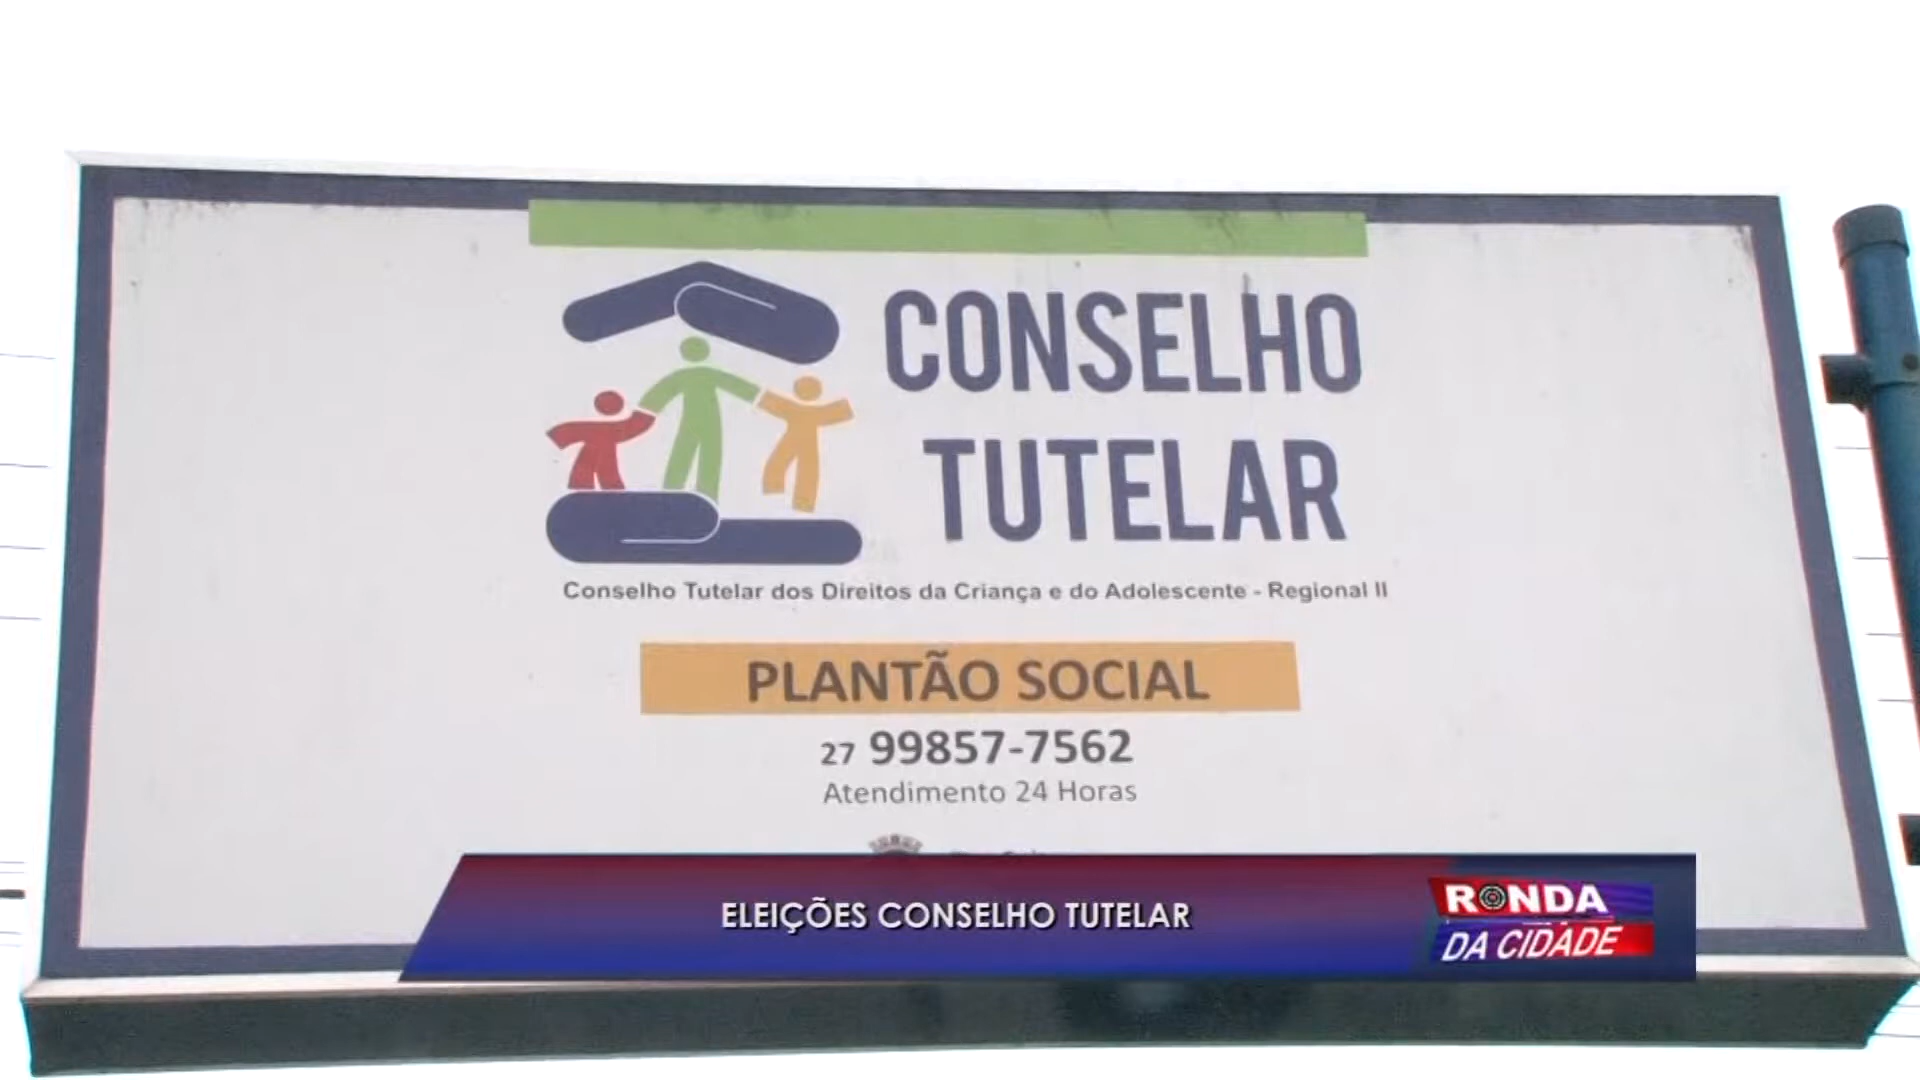 CONSELHO
TUTELAR
Conselho Tutelar dos Direitos da Criança e do Adolescente - Regional II
PLANTÃO SOCIAL
27 99857-7562
Atendimento 24 Horas
ELEIÇÕES CONSELHO TUTELAR
RONDA
DA CIDADE